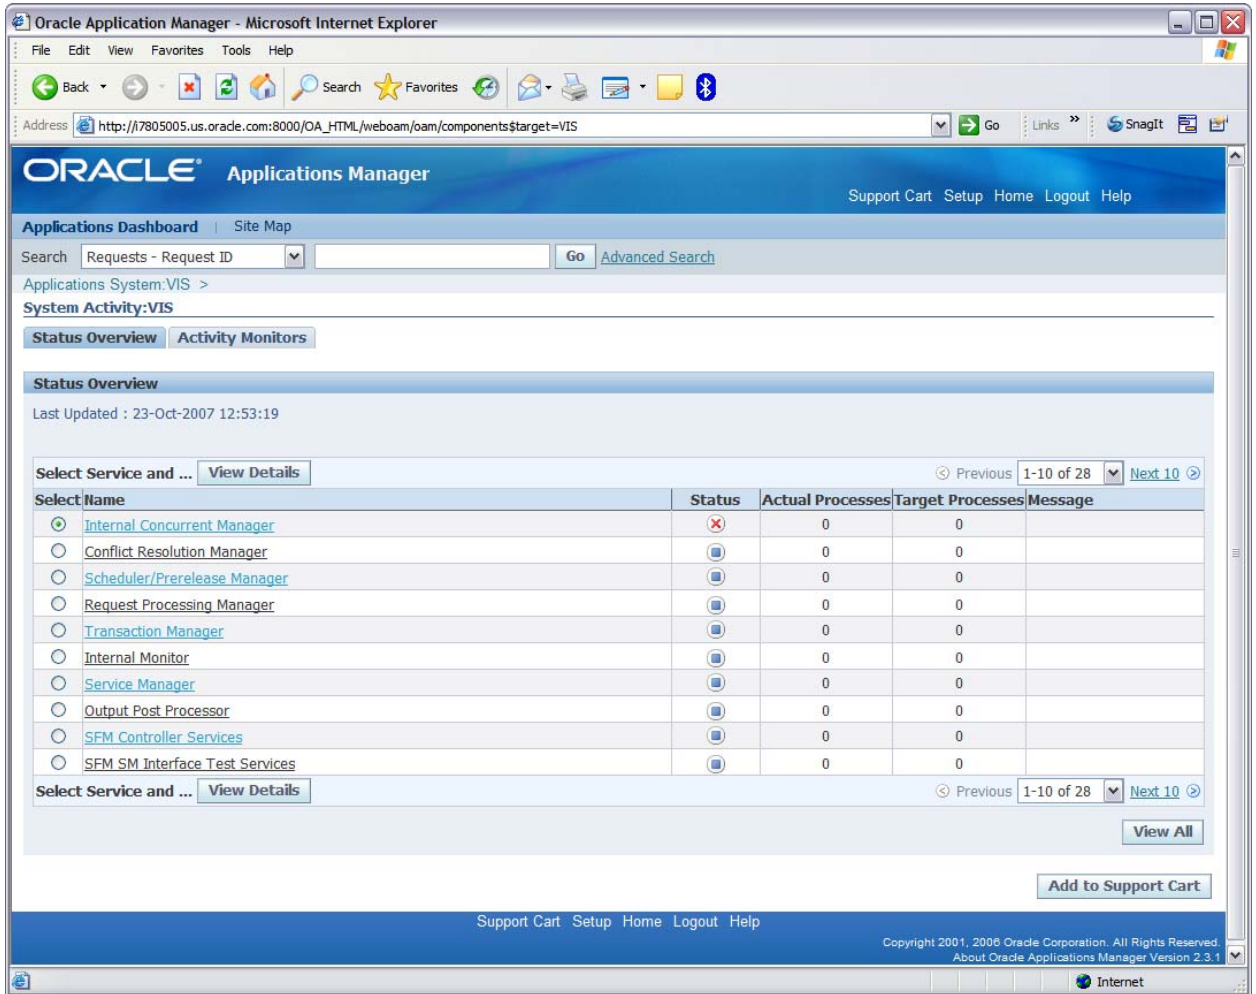 Oracle Application Manager - Microsoft Internet Explorer
File Edit View Favorites Tools Help
Back Search Favorites
Address http://i7805005.us.oracle.com:8000/OA_HTML/weboam/oam/components$target=VIS Go Links » SnagIt
ORACLE® Applications Manager
Support Cart Setup Home Logout Help
Applications Dashboard | Site Map
Search Requests - Request ID Go Advanced Search
Applications System:VIS >
System Activity:VIS
Status Overview Activity Monitors
Status Overview
Last Updated : 23-Oct-2007 12:53:19
Select Service and ... View Details Previous 1-10 of 28 Next 10
Select Name Status Actual Processes Target Processes Message
Internal Concurrent Manager 0 0
Conflict Resolution Manager 0 0
Scheduler/Prerelease Manager 0 0
Request Processing Manager 0 0
Transaction Manager 0 0
Internal Monitor 0 0
Service Manager 0 0
Output Post Processor 0 0
SFM Controller Services 0 0
SFM SM Interface Test Services 0 0
Select Service and ... View Details Previous 1-10 of 28 Next 10
View All
Add to Support Cart
Support Cart Setup Home Logout Help
Copyright 2001, 2006 Oracle Corporation. All Rights Reserved.
About Oracle Applications Manager Version 2.3.1
Internet